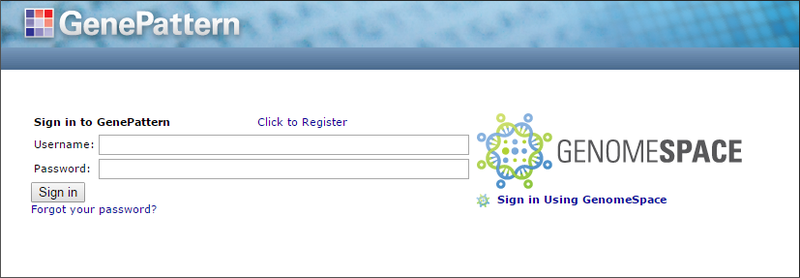 GenePattern
Sign in to GenePattern
Click to Register
Username:
Password:
Sign in
Forgot your password?
GENOMESPACE
Sign in Using GenomeSpace